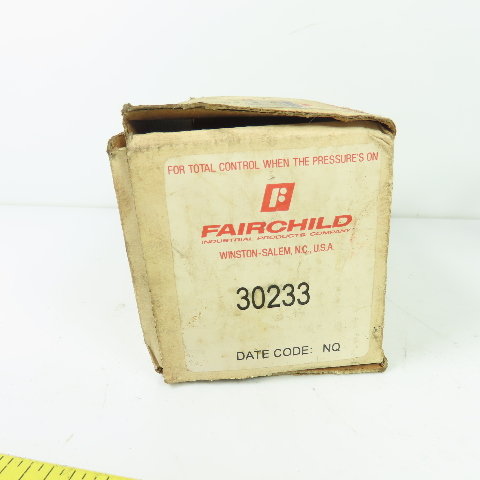 FOR TOTAL CONTROL WHEN THE PRESSURE'S ON
FAIRCHILD
INDUSTRIAL PRODUCTS COMPANY
WINSTON-SALEM, N.C., U.S.A.
30233
DATE CODE: NQ